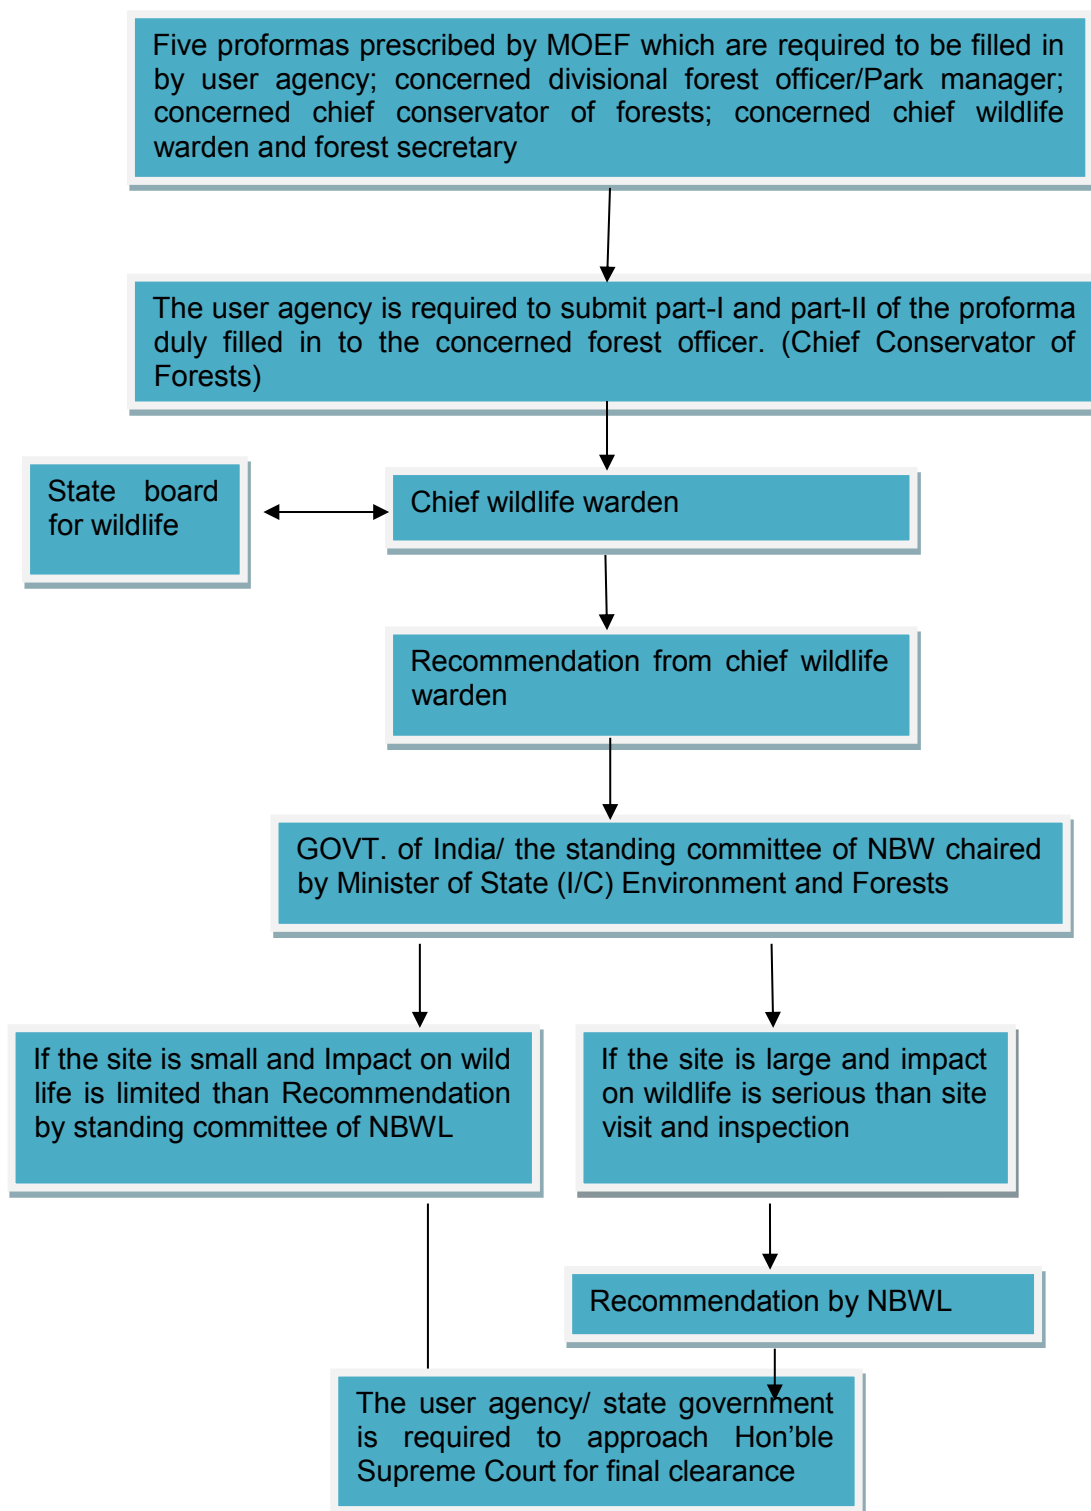 Five proformas prescribed by MOEF which are required to be filled in
by user agency; concerned divisional forest officer/Park manager;
concerned chief conservator of forests; concerned chief wildlife
warden and forest secretary
The user agency is required to submit part-I and part-II of the proforma
duly filled in to the concerned forest officer. (Chief Conservator of
Forests)
State board
for wildlife
Chief wildlife warden
Recommendation from chief wildlife
warden
GOVT. of India/ the standing committee of NBW chaired
by Minister of State (I/C) Environment and Forests
If the site is small and Impact on wild
life is limited than Recommendation
by standing committee of NBWL
If the site is large and impact
on wildlife is serious than site
visit and inspection
Recommendation by NBWL
The user agency/ state government
is required to approach Hon’ble
Supreme Court for final clearance